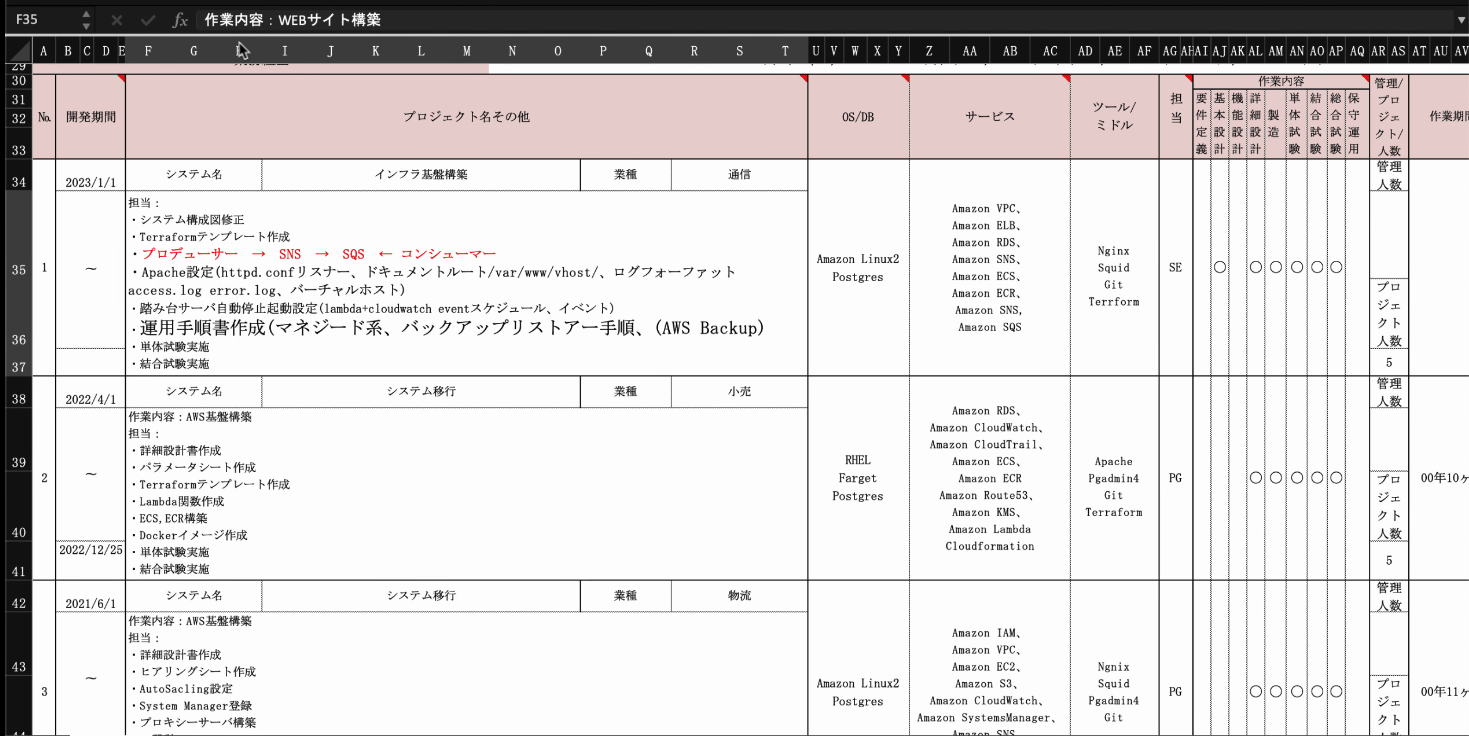 F35 fx 作業内容：WEBサイト構築
A B C D E F G I J K L M N O P Q R S T U V W X Y Z AA AB AC AD AE AF AG AH AI AJ AK AL AM AN AO AP AQ AR AS AT AU AV
29
30
31
32
33
No. 開発期間 プロジェクト名その他 OS/DB サービス ツール/
ミドル 担当 作業内容 管理/
プロ
ジェ
クト/
人数 作業期間
要件定義 基本設計 機能設計 詳細設計 製造 単体試験 結合試験 総合試験 保守運用
34
35
36
37
1
2023/1/1
～
システム名 インフラ基盤構築 業種 通信
担当：
・システム構成図修正
・Terraformテンプレート作成
・プロデューサー → SNS → SQS ← コンシューマー
・Apache設定(httpd.confリスナー、ドキュメントルート/var/www/vhost/、ログフォーファット
access.log error.log、バーチャルホスト)
・踏み台サーバ自動停止起動設定(lambda+cloudwatch eventスケジュール、イベント)
・運用手順書作成(マネジード系、バックアップリストアー手順、(AWS Backup)
・単体試験実施
・結合試験実施
Amazon Linux2
Postgres
Amazon VPC、
Amazon ELB、
Amazon RDS、
Amazon SNS、
Amazon ECS、
Amazon ECR、
Amazon SNS,
Amazon SQS
Nginx
Squid
Git
Terrform
SE
○ ○ ○ ○ ○ ○
管理
人数
プロ
ジェ
クト
人数
5
38
39
40
41
2
2022/4/1
～
2022/12/25
システム名 システム移行 業種 小売
作業内容：AWS基盤構築
担当：
・詳細設計書作成
・パラメータシート作成
・Terraformテンプレート作成
・Lambda関数作成
・ECS,ECR構築
・Dockerイメージ作成
・単体試験実施
・結合試験実施
RHEL
Farget
Postgres
Amazon RDS、
Amazon CloudWatch、
Amazon CloudTrail、
Amazon ECS、
Amazon ECR
Amazon Route53、
Amazon KMS、
Amazon Lambda
Cloudformation
Apache
Pgadmin4
Git
Terraform
PG
○ ○ ○ ○ ○
管理
人数
プロ
ジェ
クト
人数
5
00年10ヶ
42
43
3
2021/6/1
～
システム名 システム移行 業種 物流
作業内容：AWS基盤構築
担当：
・詳細設計書作成
・ヒアリングシート作成
・AutoSacling設定
・System Manager登録
・プロキシーサーバ構築
Amazon Linux2
Postgres
Amazon IAM、
Amazon VPC、
Amazon EC2、
Amazon S3、
Amazon CloudWatch、
Amazon SystemsManager、
Amazon SNS
Ngnix
Squid
Pgadmin4
Git
PG
○ ○ ○ ○ ○
管理
人数
プロ
ジェ
クト
00年11ヶ